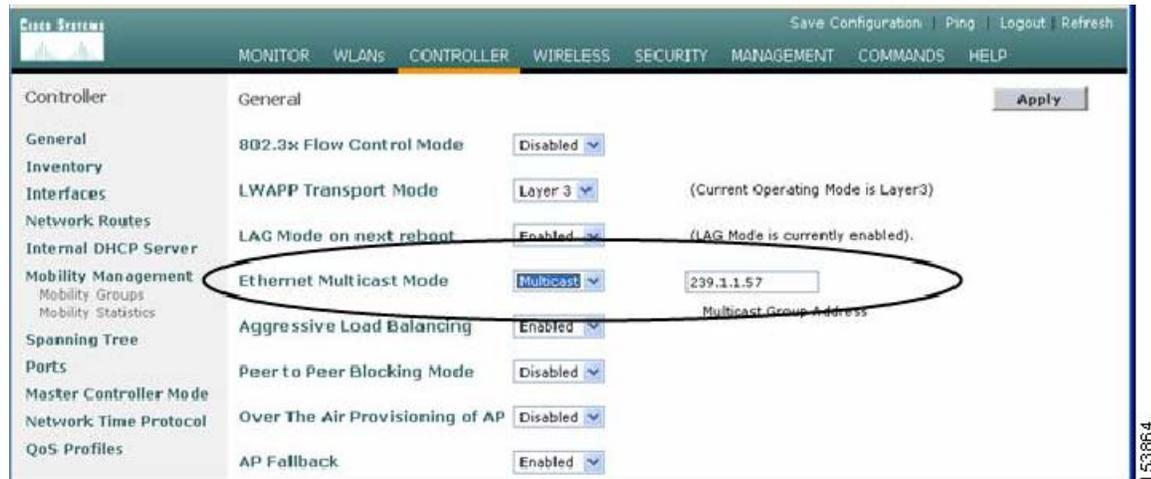 Cisco Systems
Save Configuration | Ping | Logout | Refresh
MONITOR WLANs CONTROLLER WIRELESS SECURITY MANAGEMENT COMMANDS HELP
Controller
General
Inventory
Interfaces
Network Routes
Internal DHCP Server
Mobility Management
Mobility Groups
Mobility Statistics
Spanning Tree
Ports
Master Controller Mode
Network Time Protocol
QoS Profiles
General
Apply
802.3x Flow Control Mode Disabled
LWAPP Transport Mode Layer 3 (Current Operating Mode is Layer3)
LAG Mode on next reboot Enabled (LAG Mode is currently enabled).
Ethernet Multicast Mode Multicast 239.1.1.57
Multicast Group Address
Aggressive Load Balancing Enabled
Peer to Peer Blocking Mode Disabled
Over The Air Provisioning of AP Disabled
AP Fallback Enabled
153864